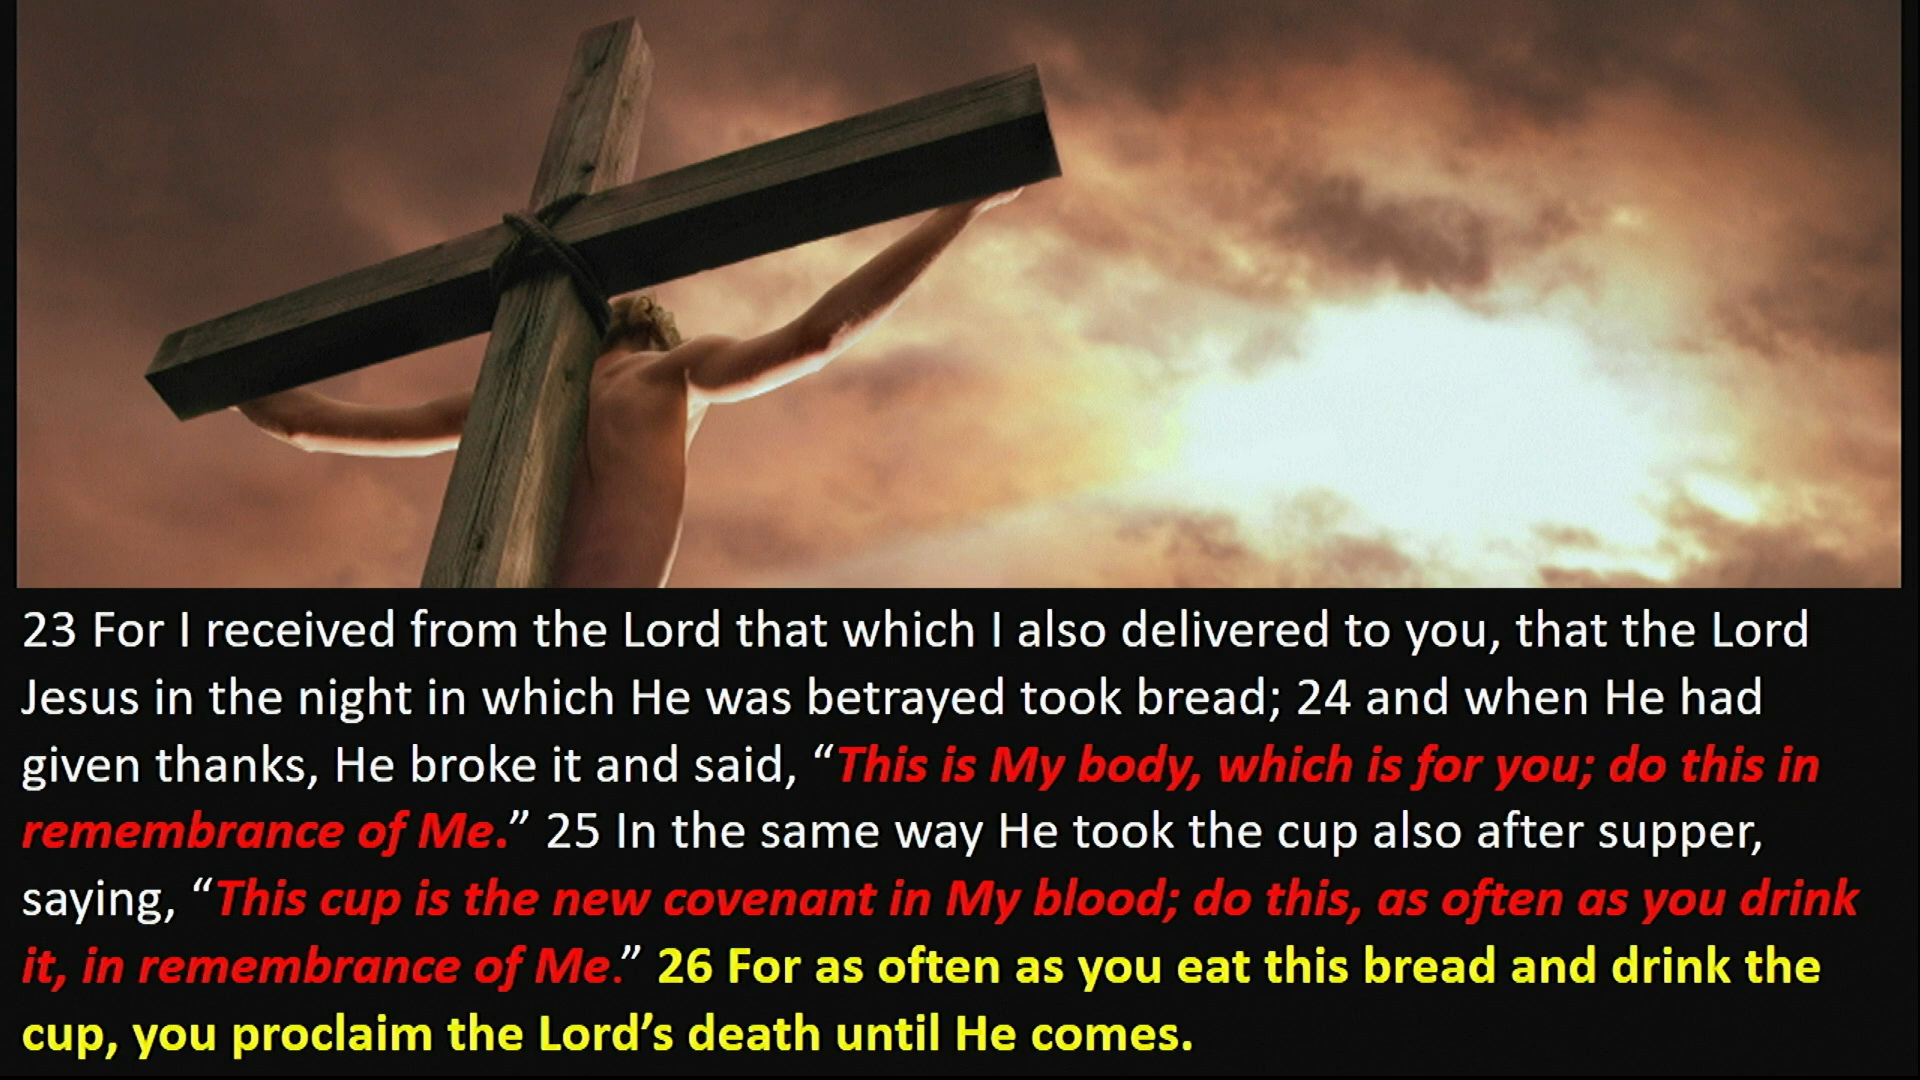 23 For I received from the Lord that which I also delivered to you, that the Lord
Jesus in the night in which He was betrayed took bread; 24 and when He had
given thanks, He broke it and said, “This is My body, which is for you; do this in
remembrance of Me.” 25 In the same way He took the cup also after supper,
saying, “This cup is the new covenant in My blood; do this, as often as you drink
it, in remembrance of Me.” 26 For as often as you eat this bread and drink the
cup, you proclaim the Lord’s death until He comes.